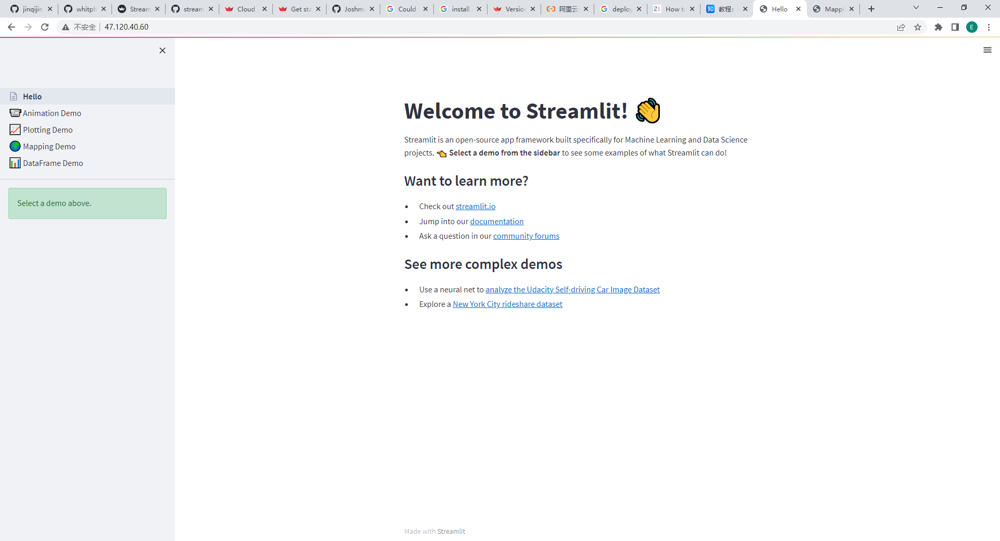 jinqijin
whitph
Stream
stream
Cloud
Get sta
Joshma
Could
install
Version
阿里云
deploy
How to
教程：
Hello
Mappi
不安全
47.120.40.60
E
Hello
Animation Demo
Plotting Demo
Mapping Demo
DataFrame Demo
Select a demo above.
Welcome to Streamlit! 👋
Streamlit is an open-source app framework built specifically for Machine Learning and Data Science
projects. 👈 Select a demo from the sidebar to see some examples of what Streamlit can do!
Want to learn more?
• Check out streamlit.io
• Jump into our documentation
• Ask a question in our community forums
See more complex demos
• Use a neural net to analyze the Udacity Self-driving Car Image Dataset
• Explore a New York City rideshare dataset
Made with Streamlit